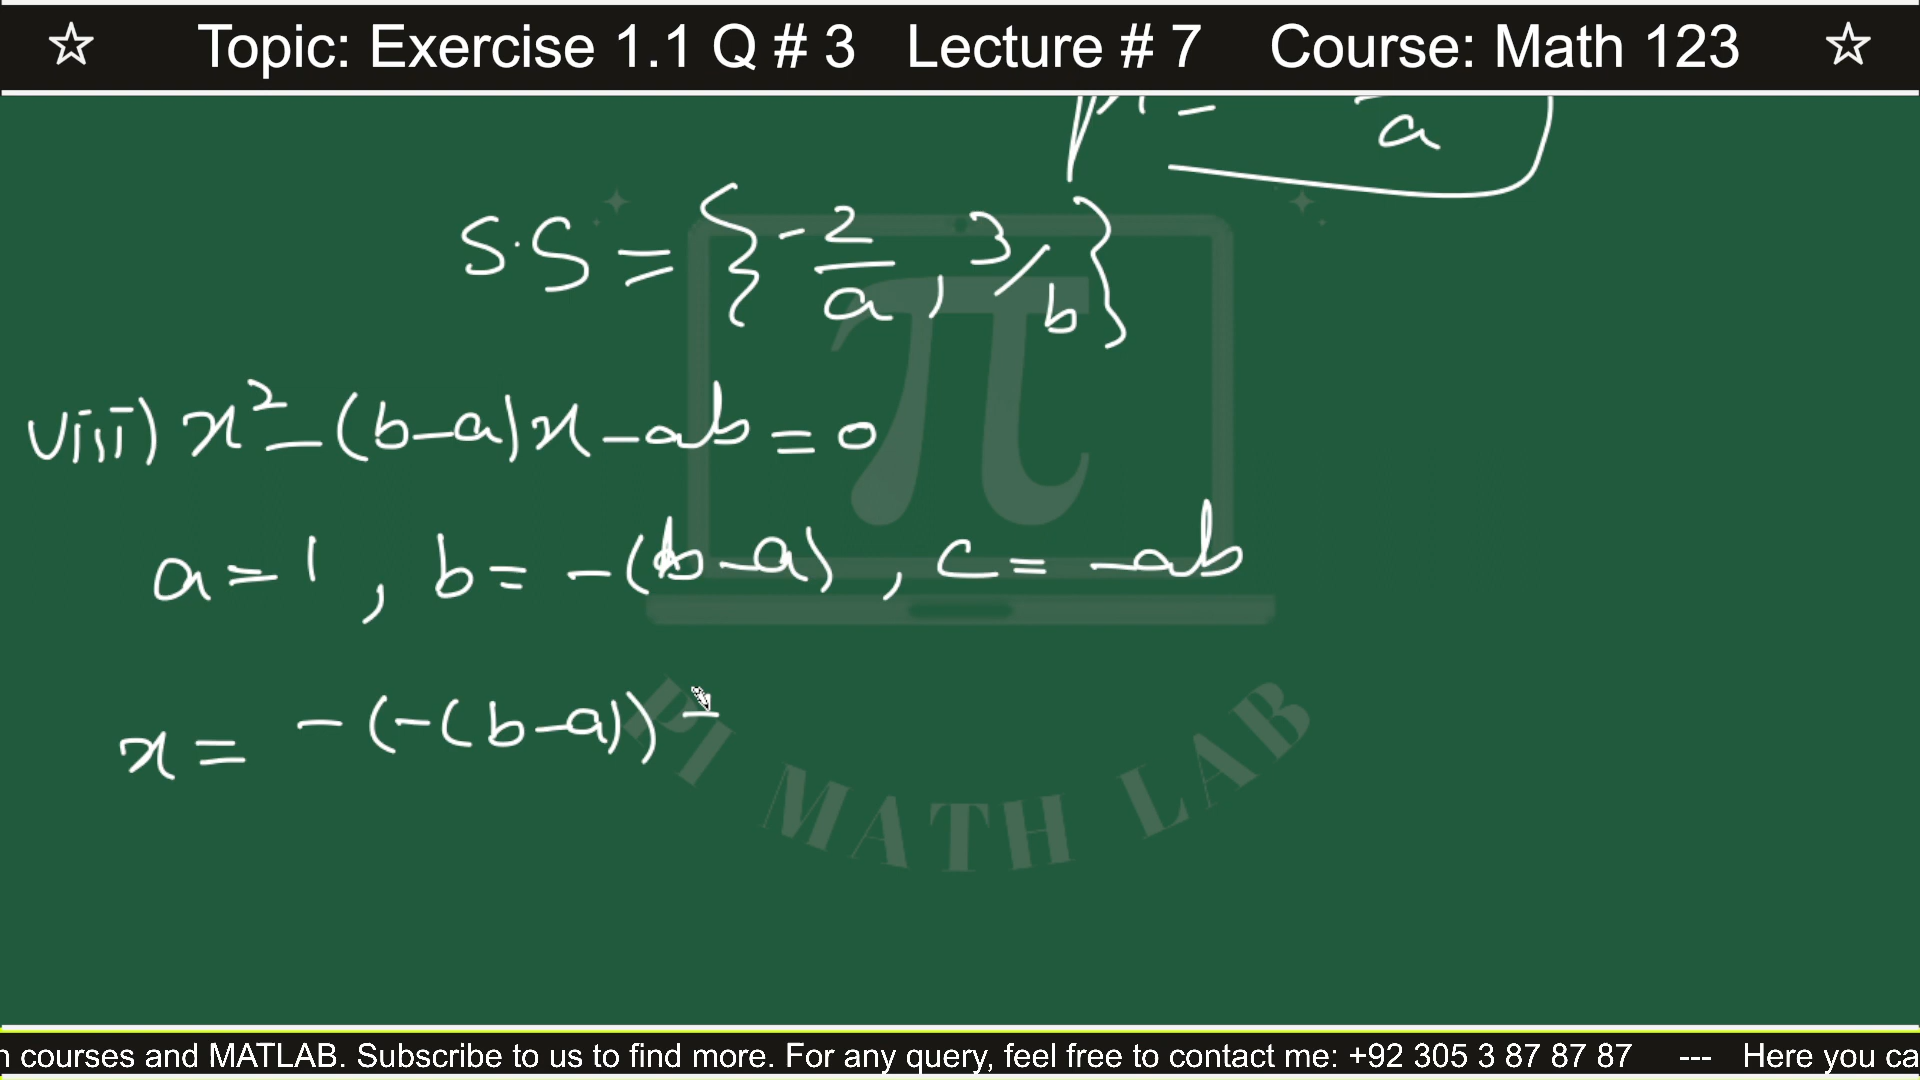 ☆ Topic: Exercise 1.1 Q # 3 Lecture # 7 Course: Math 123 ☆
a
S.S = {-2/a, 3/b}
viii) x² - (b-a)x - ab = 0
a = 1, b = -(b-a), c = -ab
x = -(-(b-a)) -
PI MATH LAB
courses and MATLAB. Subscribe to us to find more. For any query, feel free to contact me: +92 305 3 87 87 87 --- Here you